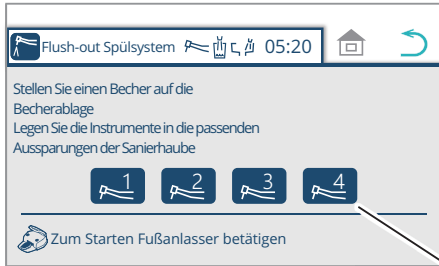 Flush-out Spülsystem 05:20
Stellen Sie einen Becher auf die
Becherablage
Legen Sie die Instrumente in die passenden
Aussparungen der Sanierhaube
1 2 3 4
Zum Starten Fußanlasser betätigen